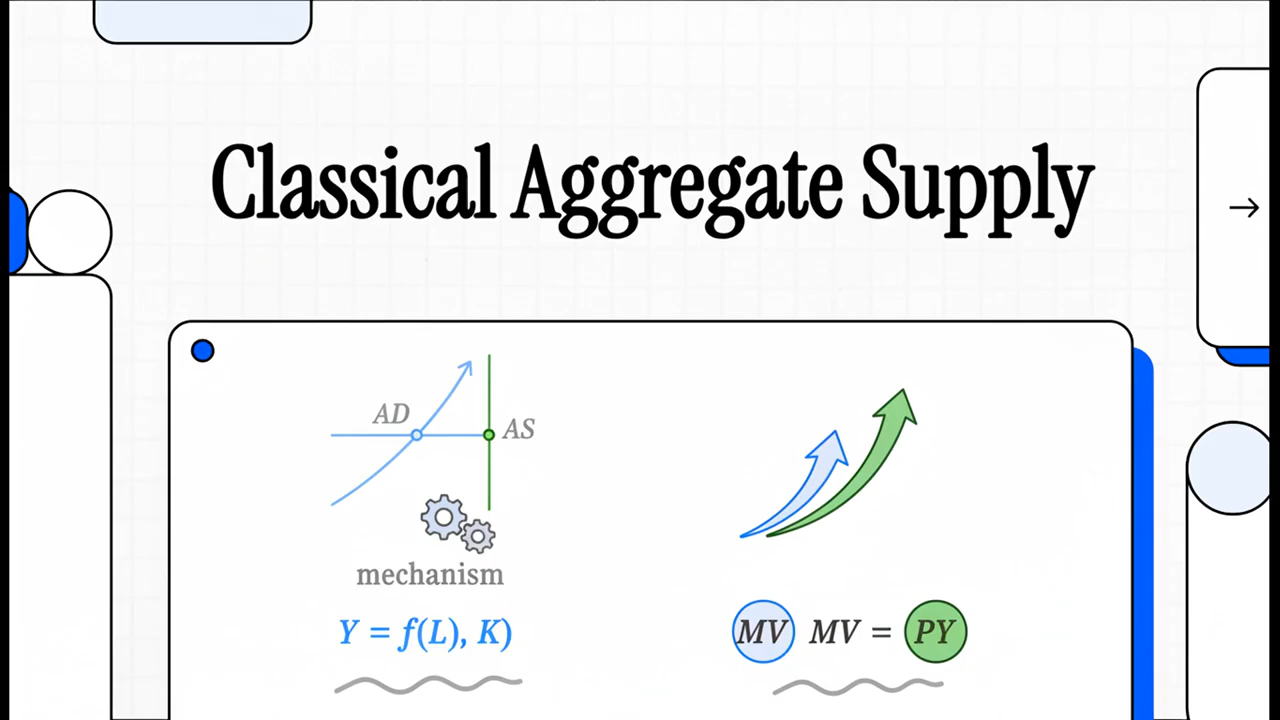 Classical Aggregate Supply
AD
AS
mechanism
Y = f(L), K)
MV MV = PY